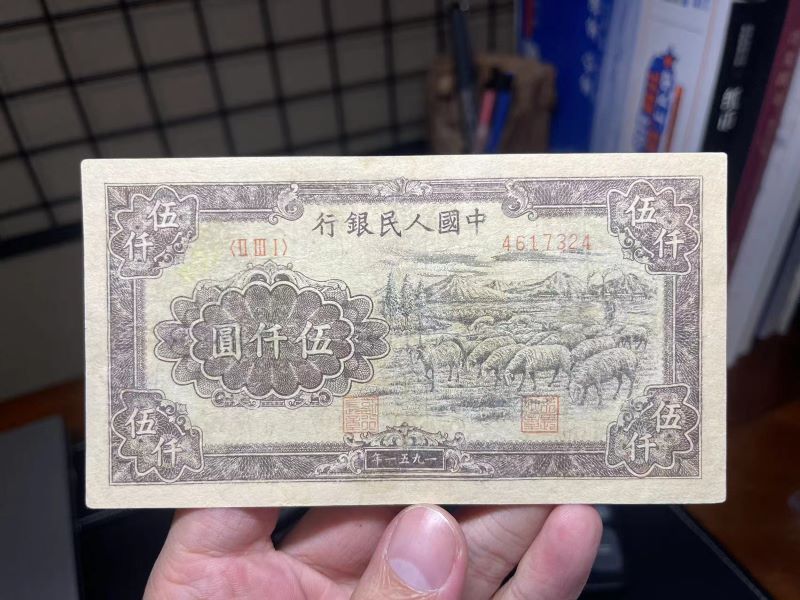 中國人民銀行
〈II III I〉
4617324
伍仟
伍仟
伍仟圓
伍仟
伍仟
一九五一年